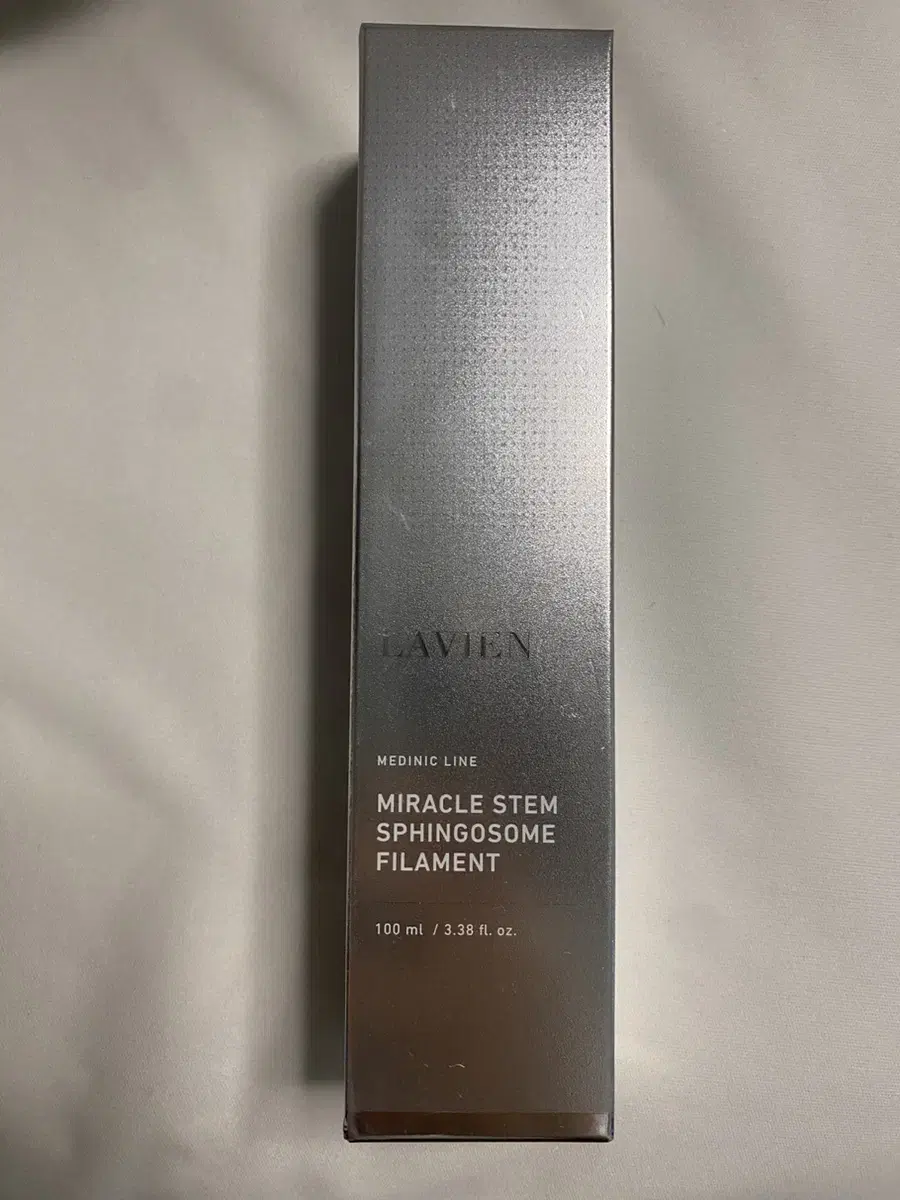 LAVIEN
MEDINIC LINE
MIRACLE STEM
SPHINGOSOME
FILAMENT
100 ml / 3.38 fl. oz.